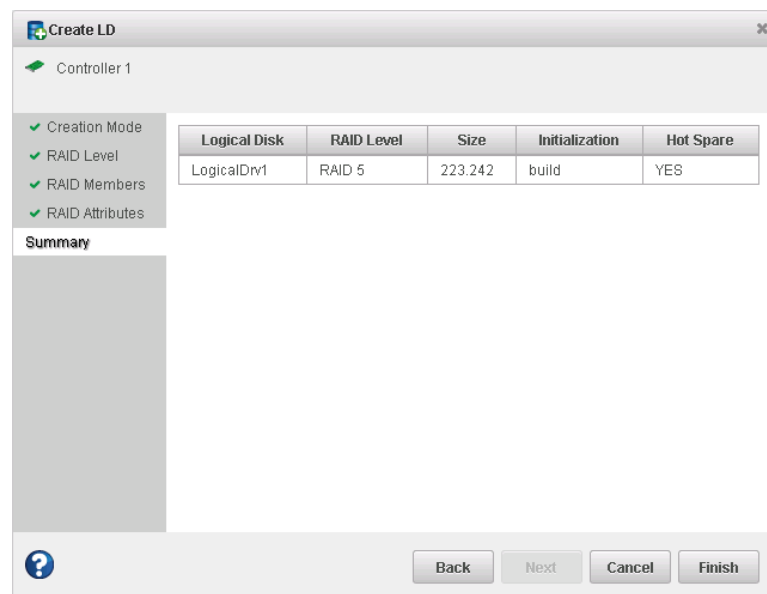 Create LD
Controller 1
Creation Mode
RAID Level
RAID Members
RAID Attributes
Summary
Logical Disk RAID Level Size Initialization Hot Spare
LogicalDrv1 RAID 5 223.242 build YES
? Back Next Cancel Finish